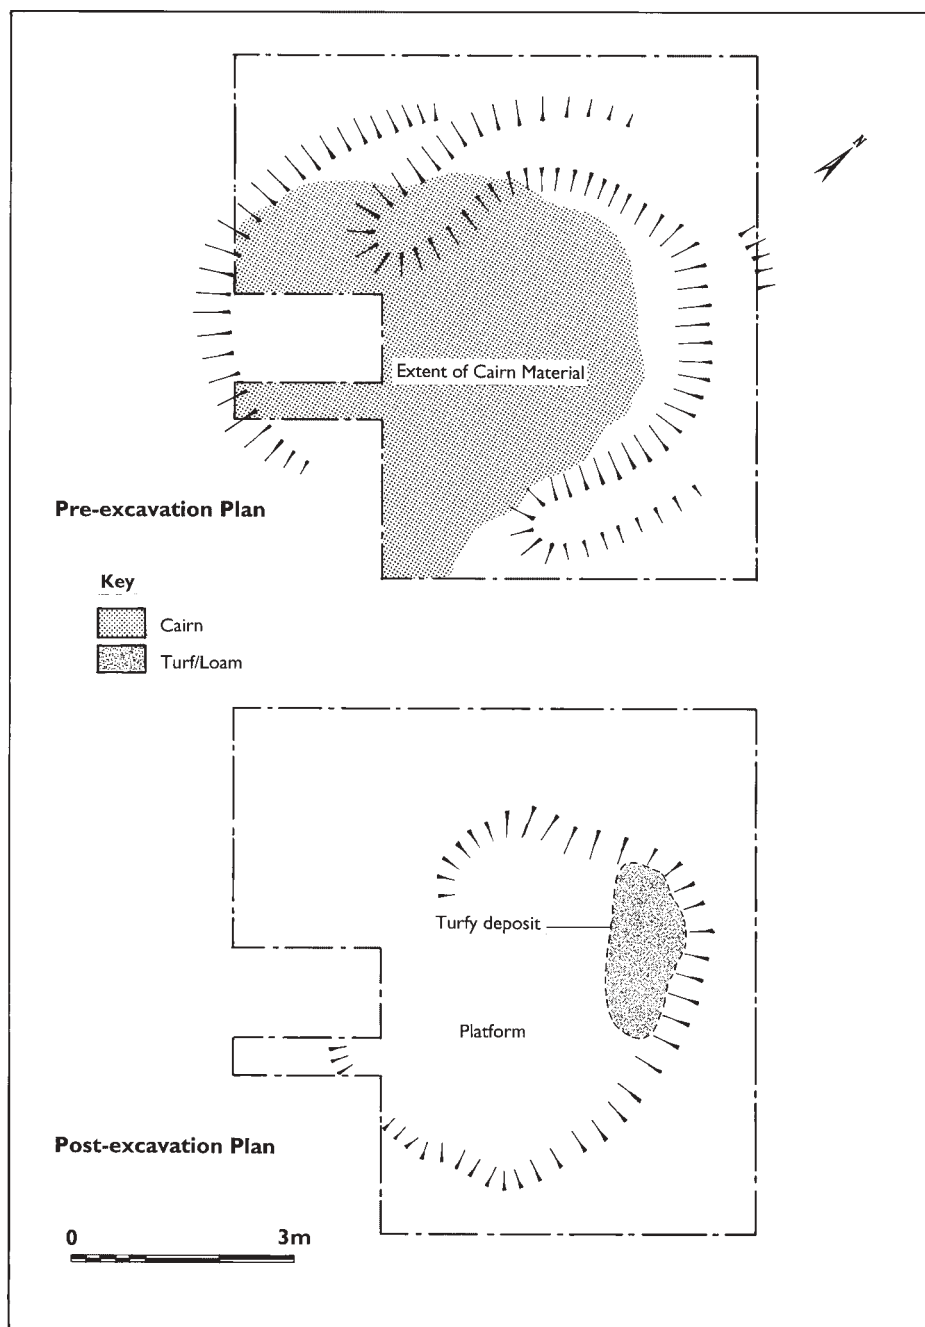 N
Extent of Cairn Material
Pre-excavation Plan
Key
Cairn
Turf/Loam
Turfy deposit
Platform
Post-excavation Plan
0 3m